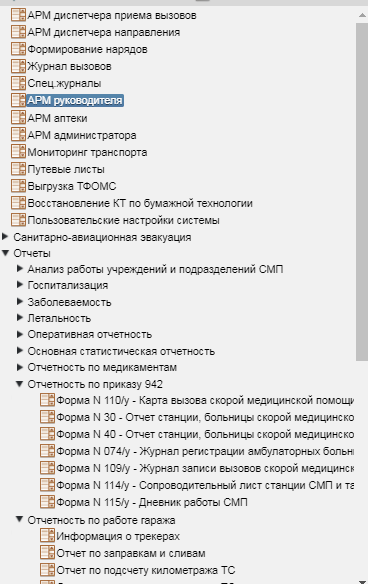 АРМ диспетчера приема вызовов
АРМ диспетчера направления
Формирование нарядов
Журнал вызовов
Спец.журналы
АРМ руководителя
АРМ аптеки
АРМ администратора
Мониторинг транспорта
Путевые листы
Выгрузка ТФОМС
Восстановление КТ по бумажной технологии
Пользовательские настройки системы
Санитарно-авиационная эвакуация
Отчеты
Анализ работы учреждений и подразделений СМП
Госпитализация
Заболеваемость
Летальность
Оперативная отчетность
Основная статистическая отчетность
Отчетность по медикаментам
Отчетность по приказу 942
Форма N 110/у - Карта вызова скорой медицинской помощи
Форма N 30 - Отчет станции, больницы скорой медицинско
Форма N 40 - Отчет станции, больницы скорой медицинско
Форма N 074/у - Журнал регистрации амбулаторных больн
Форма N 109/у - Журнал записи вызовов скорой медицинск
Форма N 114/у - Сопроводительный лист станции СМП и та
Форма N 115/у - Дневник работы СМП
Отчетность по работе гаража
Информация о трекерах
Отчет по заправкам и сливам
Отчет по подсчету километража ТС